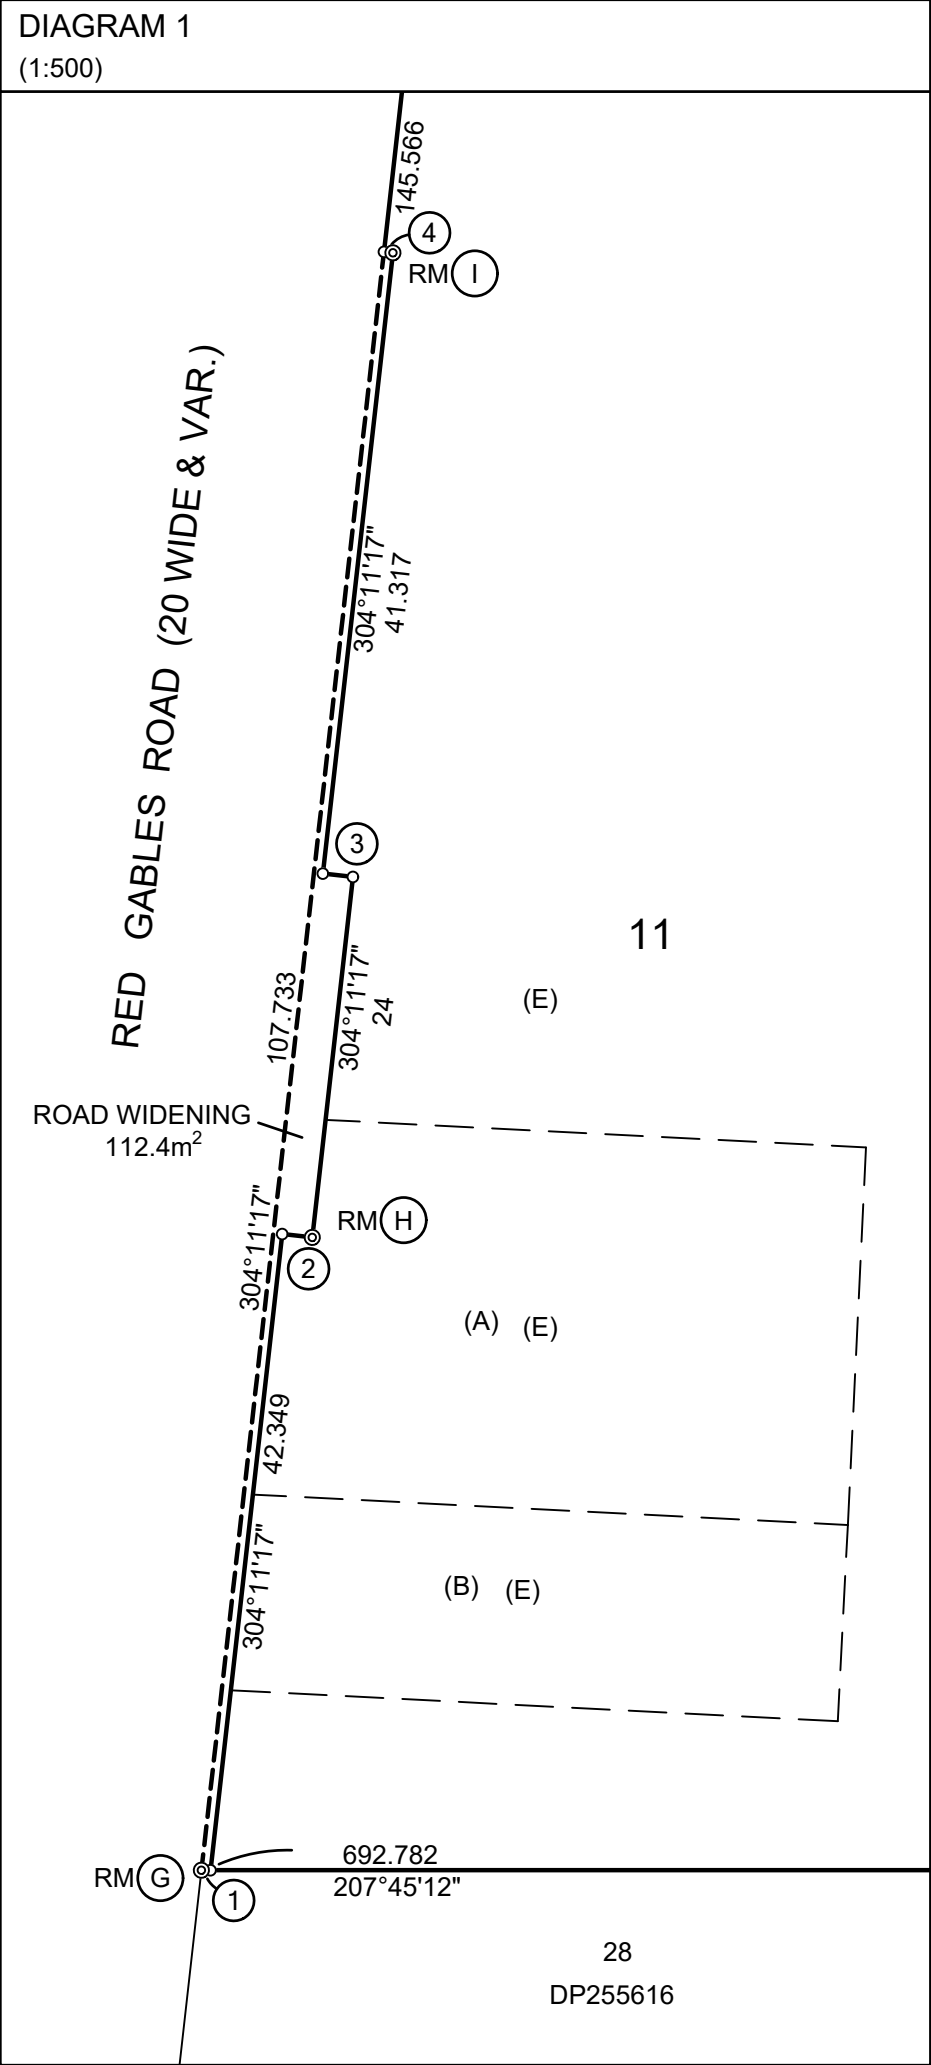 DIAGRAM 1
(1:500)
145.566
4
RM I
RED GABLES ROAD (20 WIDE & VAR.)
304°11'17"
41.317
3
11
(E)
107.733
304°11'17"
24
ROAD WIDENING
112.4m²
304°11'17"
RM H
2
(A) (E)
42.349
304°11'17"
(B) (E)
692.782
207°45'12"
RM G
1
28
DP255616